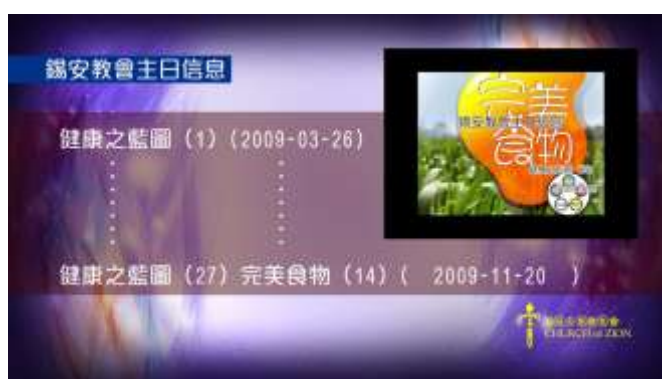 錫安教會主日信息
完美
食物
健康之藍圖（1）（2009-03-26）
健康之藍圖（27）完美食物（14）（ 2009-11-20 ）
CHURCH OF ZION